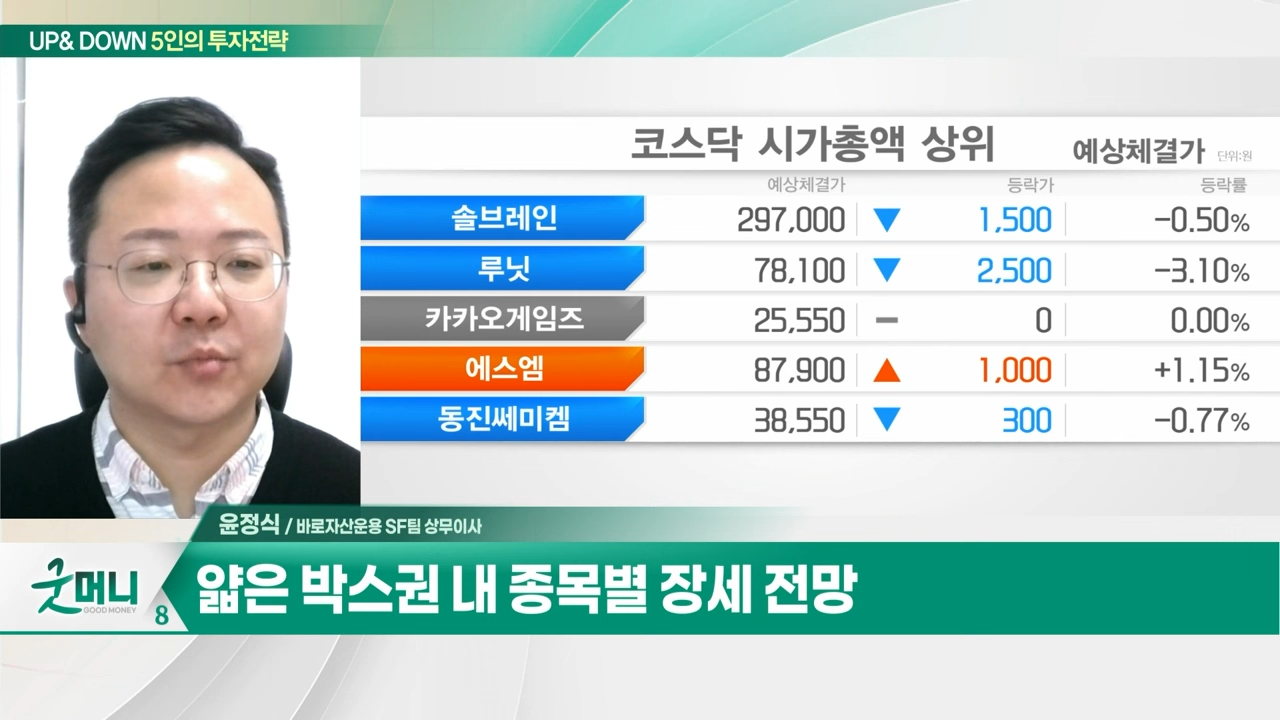 UP& DOWN 5인의 투자전략
코스닥 시가총액 상위 예상체결가 단위:원
예상체결가 등락가 등락률
솔브레인 297,000 ▼ 1,500 -0.50%
루닛 78,100 ▼ 2,500 -3.10%
카카오게임즈 25,550 - 0 0.00%
에스엠 87,900 ▲ 1,000 +1.15%
동진쎄미켐 38,550 ▼ 300 -0.77%
윤정식 / 바로자산운용 SF팀 상무이사
굿머니
GOOD MONEY
8
얇은 박스권 내 종목별 장세 전망